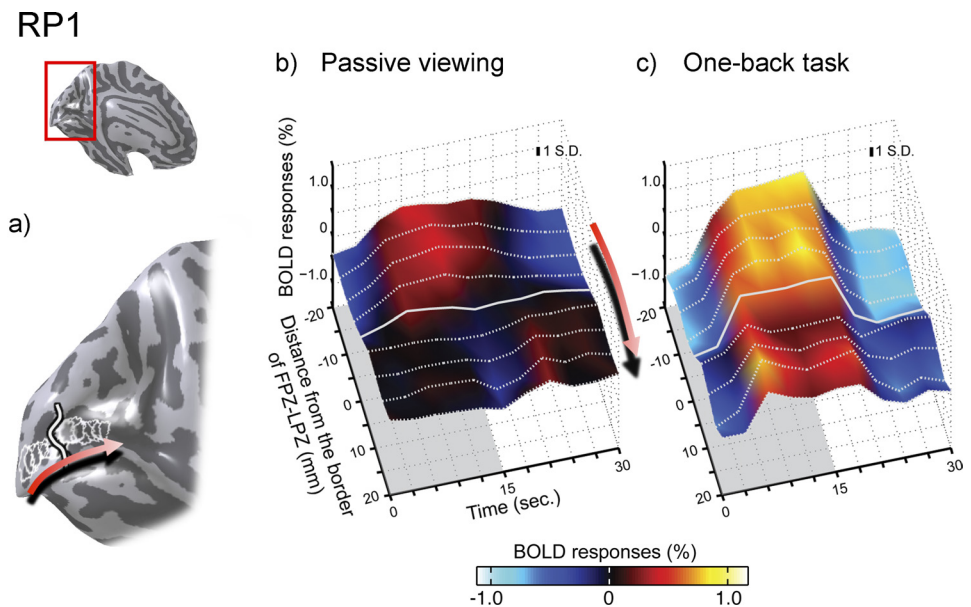 RP1
a)
b) Passive viewing
c) One-back task
BOLD responses (%)
1.0
0
−1.0
1 S.D.
1.0
0
−1.0
1 S.D.
Distance from the border
of FPZ-LPZ (mm)
-20
-10
0
10
20
0
15
30
Time (sec.)
-20
-10
0
10
20
0
15
30
BOLD responses (%)
-1.0
0
1.0